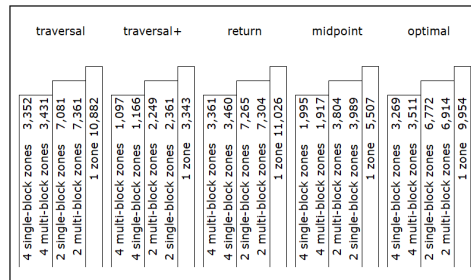 traversal
traversal+
return
midpoint
optimal
4 single-block zones 3,352
4 multi-block zones 3,431
2 single-block zones 7,081
2 multi-block zones 7,361
1 zone 10,882
4 multi-block zones 1,097
4 single-block zones 1,166
2 multi-block zones 2,249
2 single-block zones 2,361
1 zone 3,343
4 single-block zones 3,361
4 multi-block zones 3,460
2 single-block zones 7,265
2 multi-block zones 7,304
1 zone 11,026
4 single-block zones 1,995
4 multi-block zones 1,917
2 multi-block zones 3,804
2 single-block zones 3,989
1 zone 5,507
4 single-block zones 3,269
4 multi-block zones 3,511
2 single-block zones 6,772
2 multi-block zones 6,914
1 zone 9,954